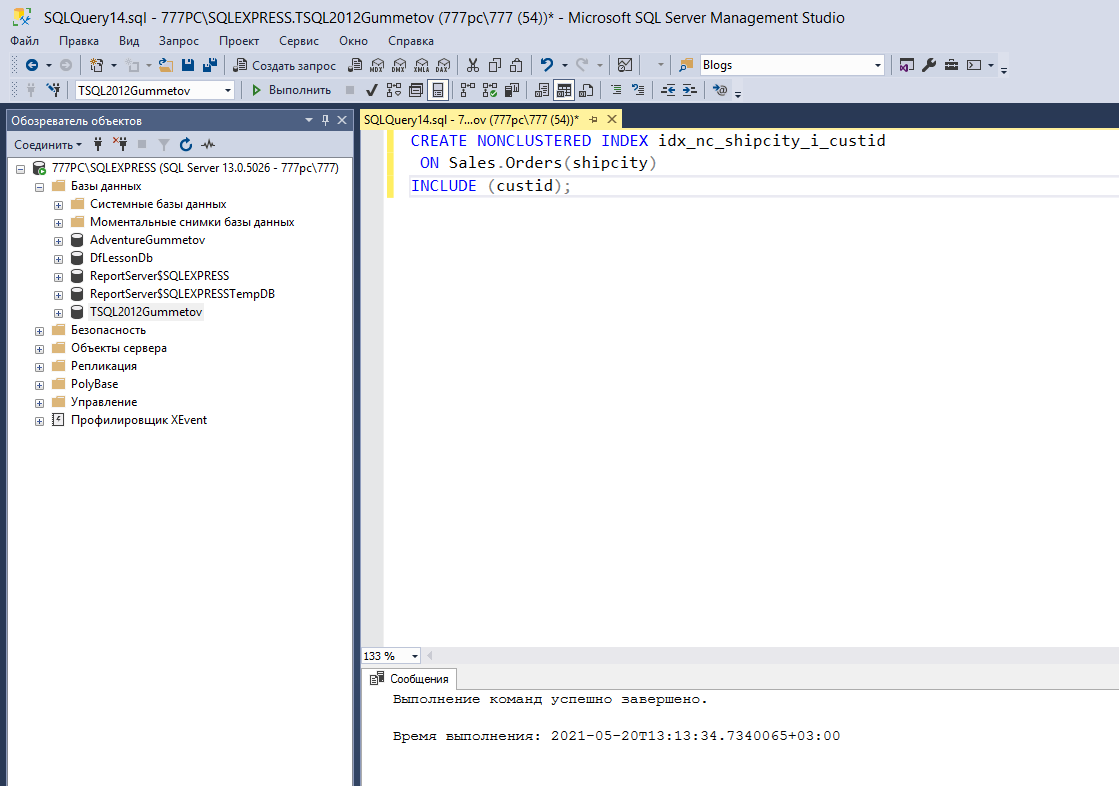 SQLQuery14.sql - 777PC\SQLEXPRESS.TSQL2012Gummetov (777pc\777 (54))* - Microsoft SQL Server Management Studio
Файл Правка Вид Запрос Проект Сервис Окно Справка
Создать запрос MDX DMX XMLA DAX Blogs
TSQL2012Gummetov Выполнить
Обозреватель объектов
SQLQuery14.sql - 7...ov (777pc\777 (54))*
Соединить
777PC\SQLEXPRESS (SQL Server 13.0.5026 - 777pc\777)
Базы данных
Системные базы данных
Моментальные снимки базы данных
AdventureGummetov
DfLessonDb
ReportServer$SQLEXPRESS
ReportServer$SQLEXPRESSTempDB
TSQL2012Gummetov
Безопасность
Объекты сервера
Репликация
PolyBase
Управление
Профилировщик XEvent
CREATE NONCLUSTERED INDEX idx_nc_shipcity_i_custid
ON Sales.Orders(shipcity)
INCLUDE (custid);
133 %
Сообщения
Выполнение команд успешно завершено.
Время выполнения: 2021-05-20T13:13:34.7340065+03:00